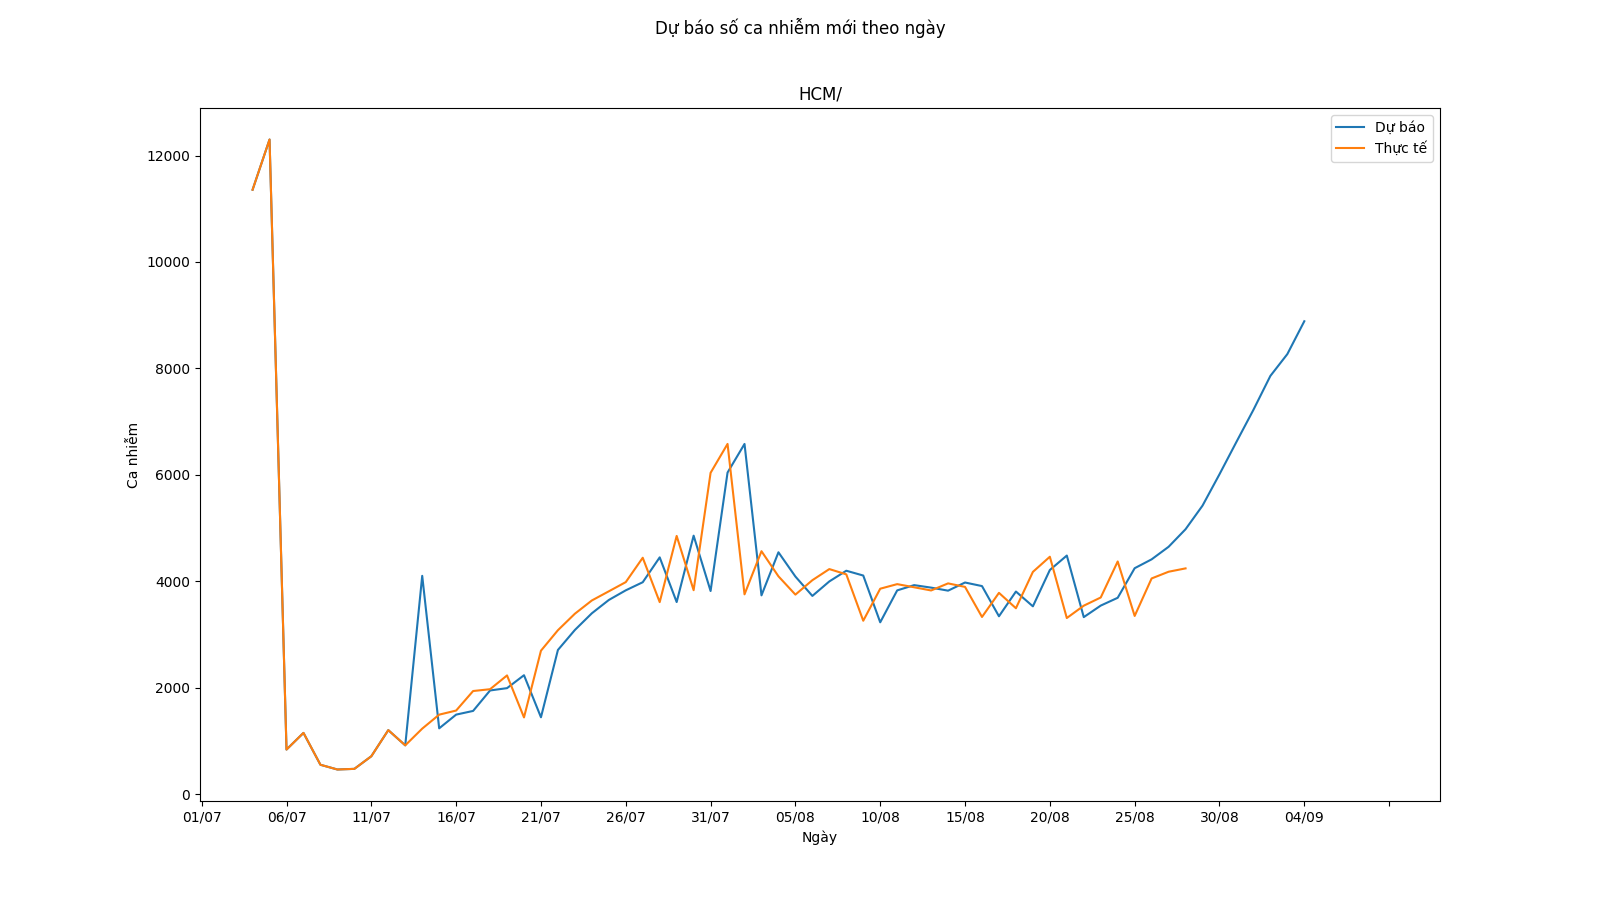 Dự báo số ca nhiễm mới theo ngày
HCM/
Dự báo
Thực tế
12000
10000
8000
6000
4000
2000
0
Ca nhiễm
01/07 06/07 11/07 16/07 21/07 26/07 31/07 05/08 10/08 15/08 20/08 25/08 30/08 04/09
Ngày